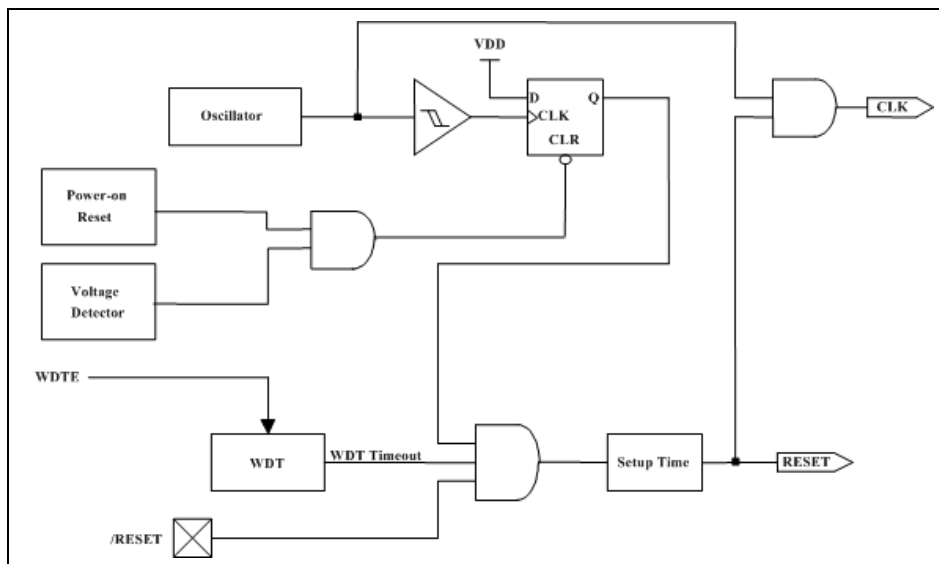 VDD
Oscillator
D
Q
CLK
CLR
CLK
Power-on
Reset
Voltage
Detector
WDTE
WDT
WDT Timeout
Setup Time
RESET
/RESET